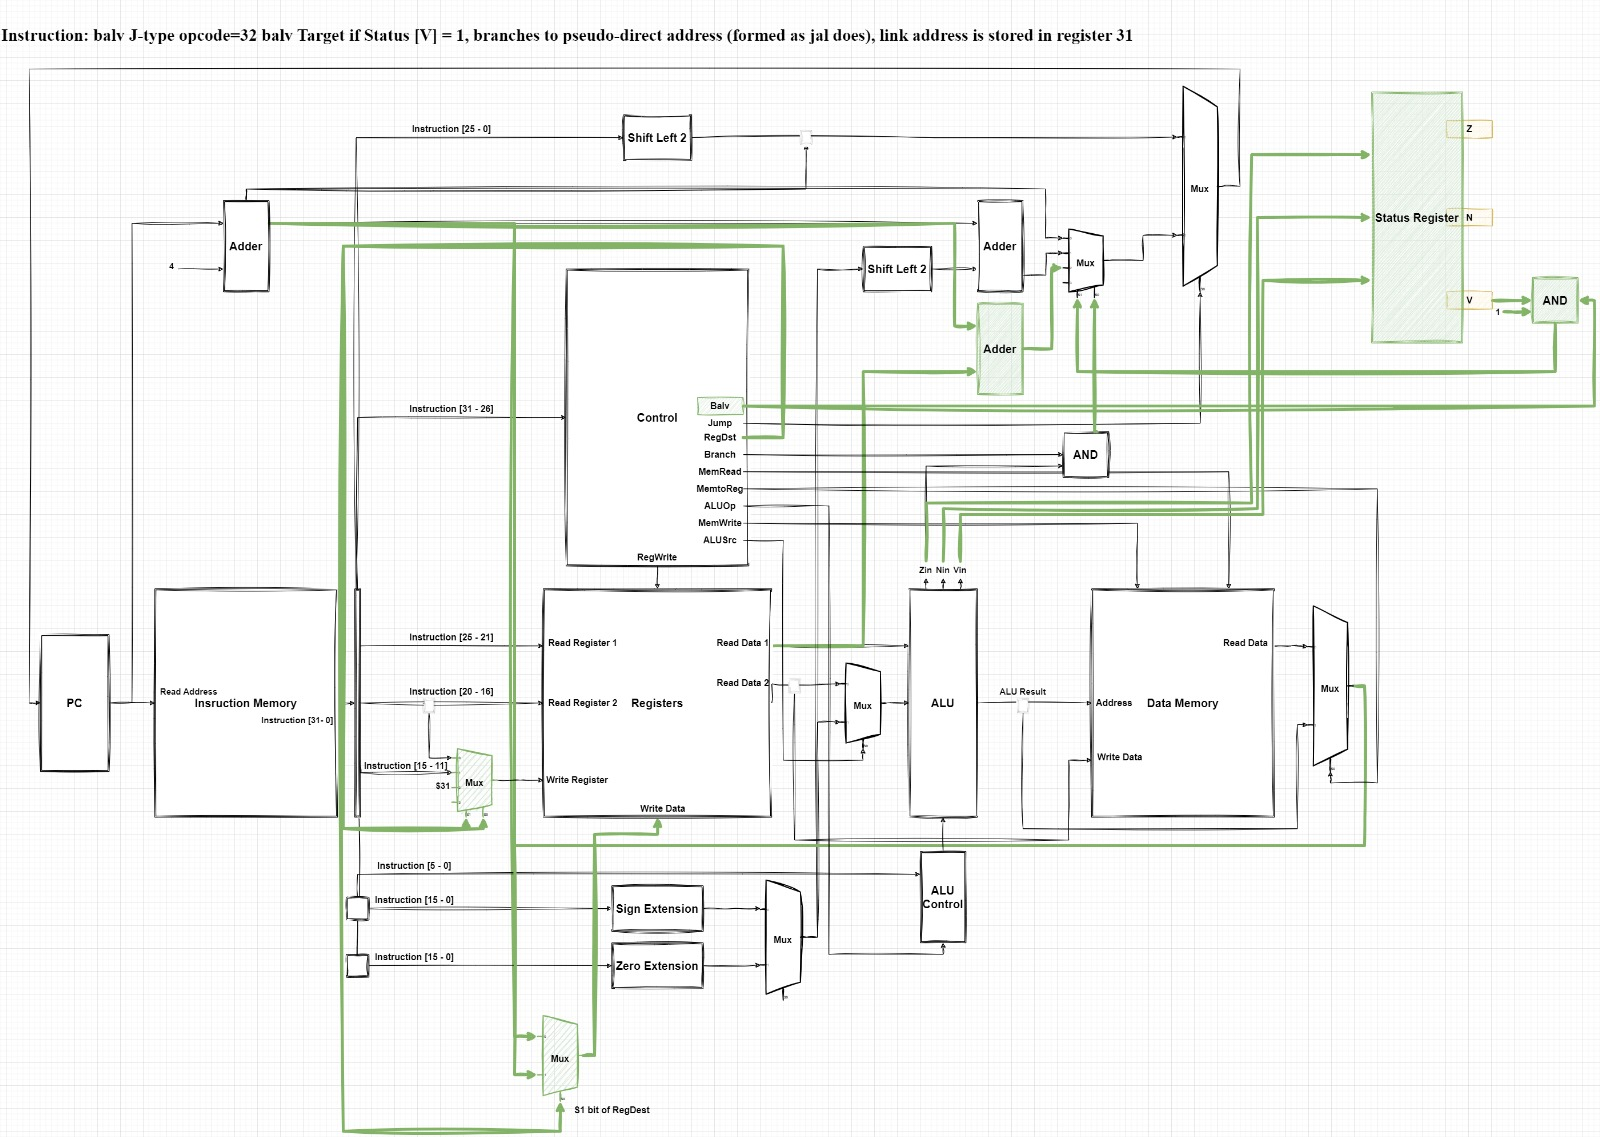 Instruction: balv J-type opcode=32 balv Target if Status [V] = 1, branches to pseudo-direct address (formed as jal does), link address is stored in register 31
Instruction [25 - 0]
Shift Left 2
Mux
Z
Status Register
N
V
AND
1
Adder
4
Adder
Shift Left 2
Mux
Adder
Control
Balv
Jump
RegDst
Branch
MemRead
MemtoReg
ALUOp
MemWrite
ALUSrc
RegWrite
Instruction [31 - 26]
AND
Zin
Nin
Vin
PC
Read Address
Insruction Memory
Instruction [31- 0]
Instruction [25 - 21]
Instruction [20 - 16]
Instruction [15 - 11]
$31
Mux
Read Register 1
Read Register 2
Write Register
Registers
Read Data 1
Read Data 2
Write Data
Mux
ALU
ALU Result
Address
Data Memory
Write Data
Read Data
Mux
Instruction [5 - 0]
Instruction [15 - 0]
Sign Extension
Instruction [15 - 0]
Zero Extension
Mux
ALU
Control
Mux
S1 bit of RegDest